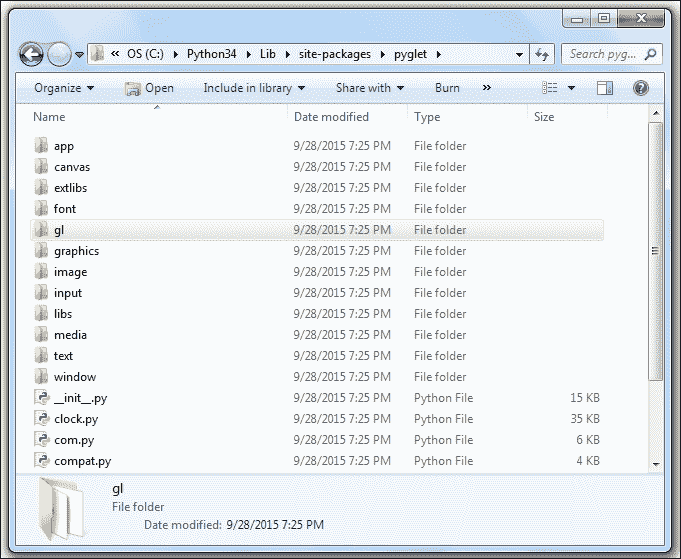 « OS (C:) ▸ Python34 ▸ Lib ▸ site-packages ▸ pyglet ▸ Search pyg...
Organize ▾ Open Include in library ▾ Share with ▾ Burn »
Name Date modified Type Size
app 9/28/2015 7:25 PM File folder
canvas 9/28/2015 7:25 PM File folder
extlibs 9/28/2015 7:25 PM File folder
font 9/28/2015 7:25 PM File folder
gl 9/28/2015 7:25 PM File folder
graphics 9/28/2015 7:25 PM File folder
image 9/28/2015 7:25 PM File folder
input 9/28/2015 7:25 PM File folder
libs 9/28/2015 7:25 PM File folder
media 9/28/2015 7:25 PM File folder
text 9/28/2015 7:25 PM File folder
window 9/28/2015 7:25 PM File folder
__init__.py 9/28/2015 7:25 PM Python File 15 KB
clock.py 9/28/2015 7:25 PM Python File 35 KB
com.py 9/28/2015 7:25 PM Python File 6 KB
compat.py 9/28/2015 7:25 PM Python File 4 KB
gl
File folder
Date modified: 9/28/2015 7:25 PM